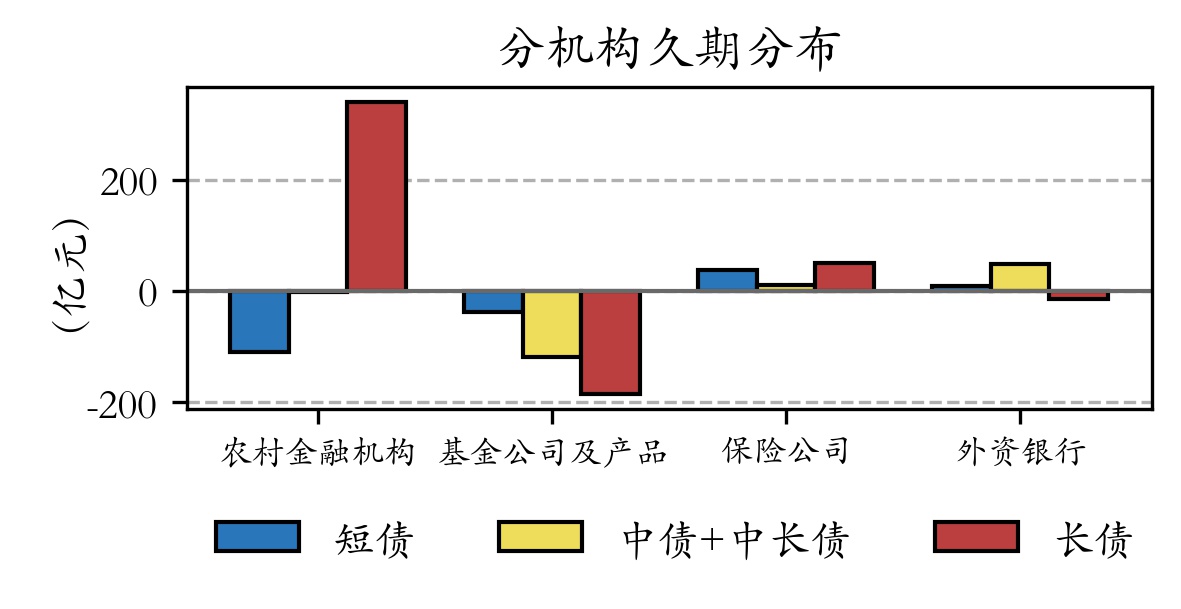 分机构久期分布
(亿元)
200
0
-200
农村金融机构 基金公司及产品 保险公司 外资银行
短债 中债+中长债 长债